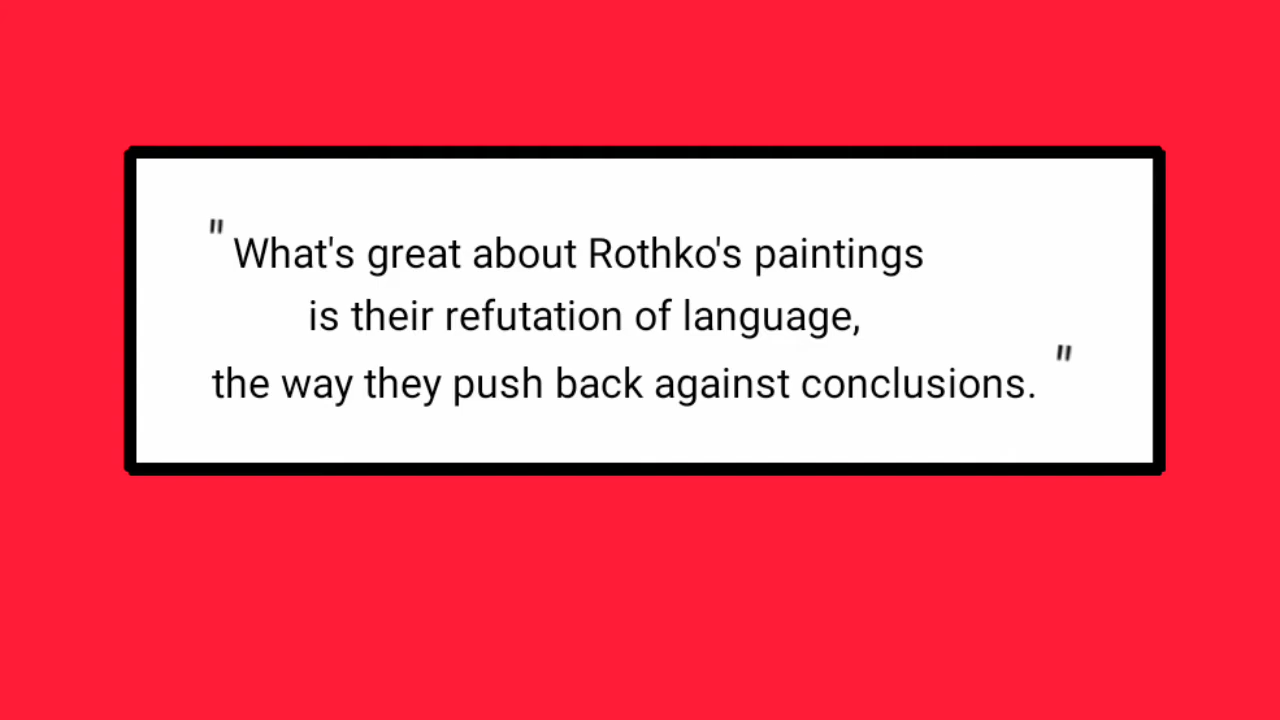 "What's great about Rothko's paintings
is their refutation of language,
the way they push back against conclusions."